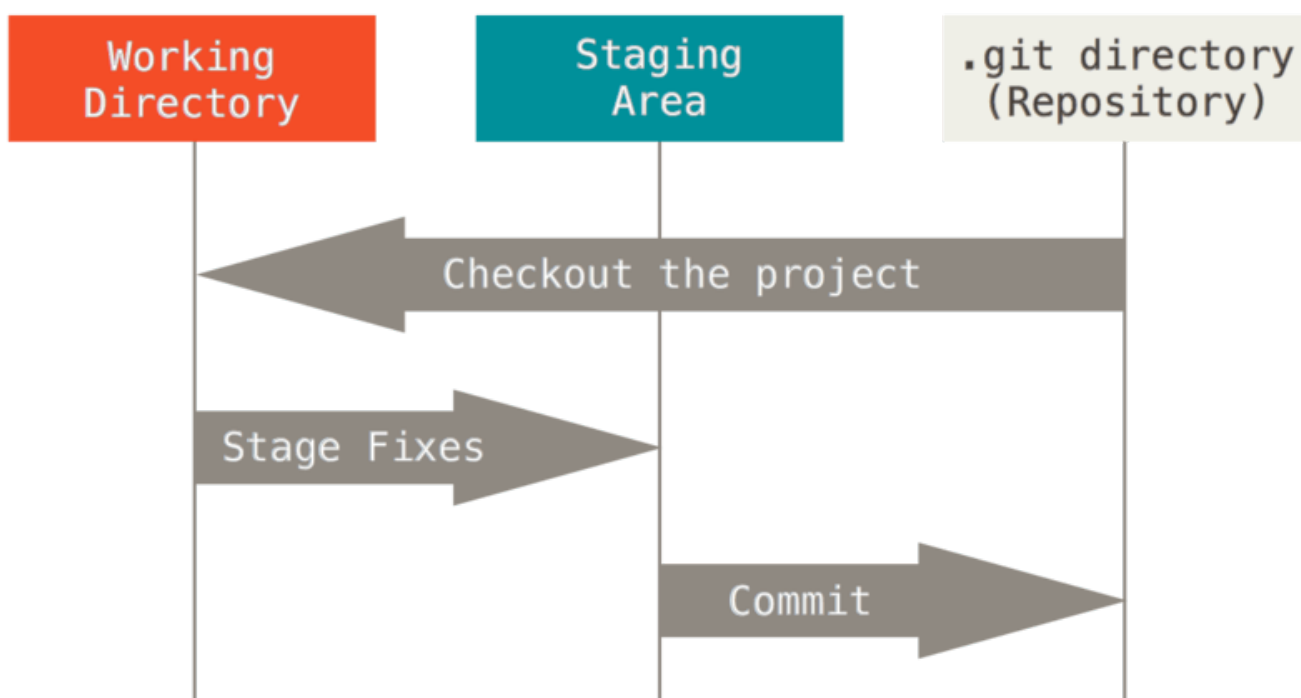 Working
Directory
Staging
Area
.git directory
(Repository)
Checkout the project
Stage Fixes
Commit